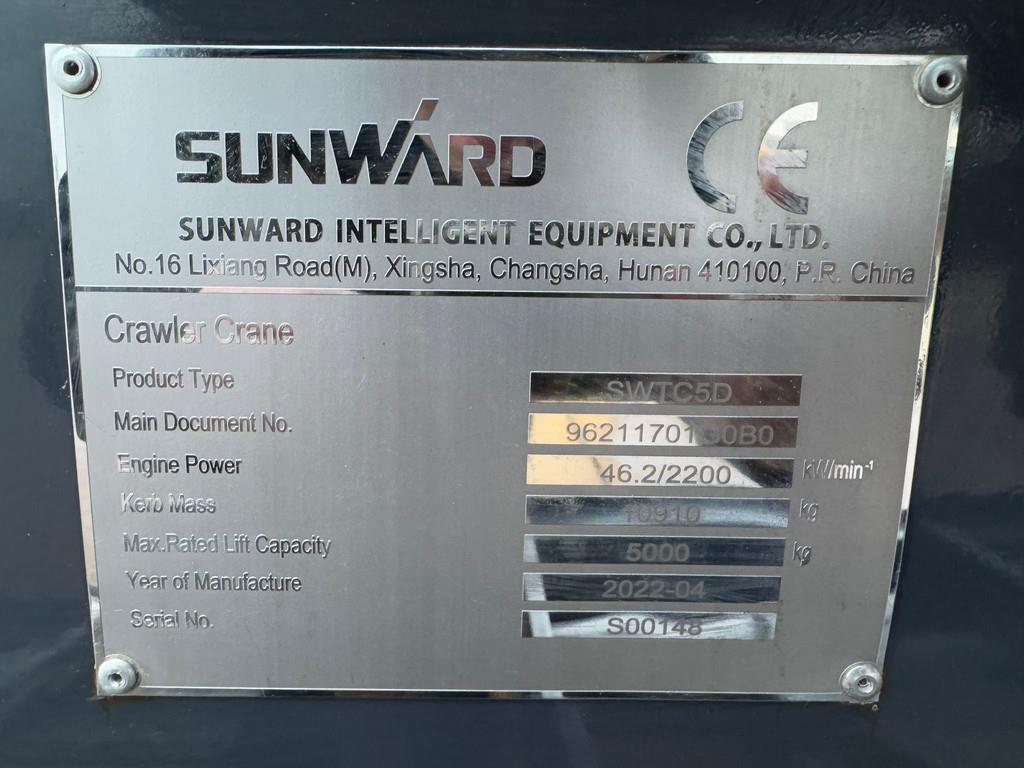 SUNWARD CE
SUNWARD INTELLIGENT EQUIPMENT CO., LTD.
No.16 Lixiang Road(M), Xingsha, Changsha, Hunan 410100, P.R. China
Crawler Crane
Product Type SWTC5D
Main Document No.
Engine Power 46.2/2200 kW/min⁻¹
Kerb Mass 10910 kg
Max.Rated Lift Capacity 5000 kg
Year of Manufacture 2022-04
Serial No. S00148